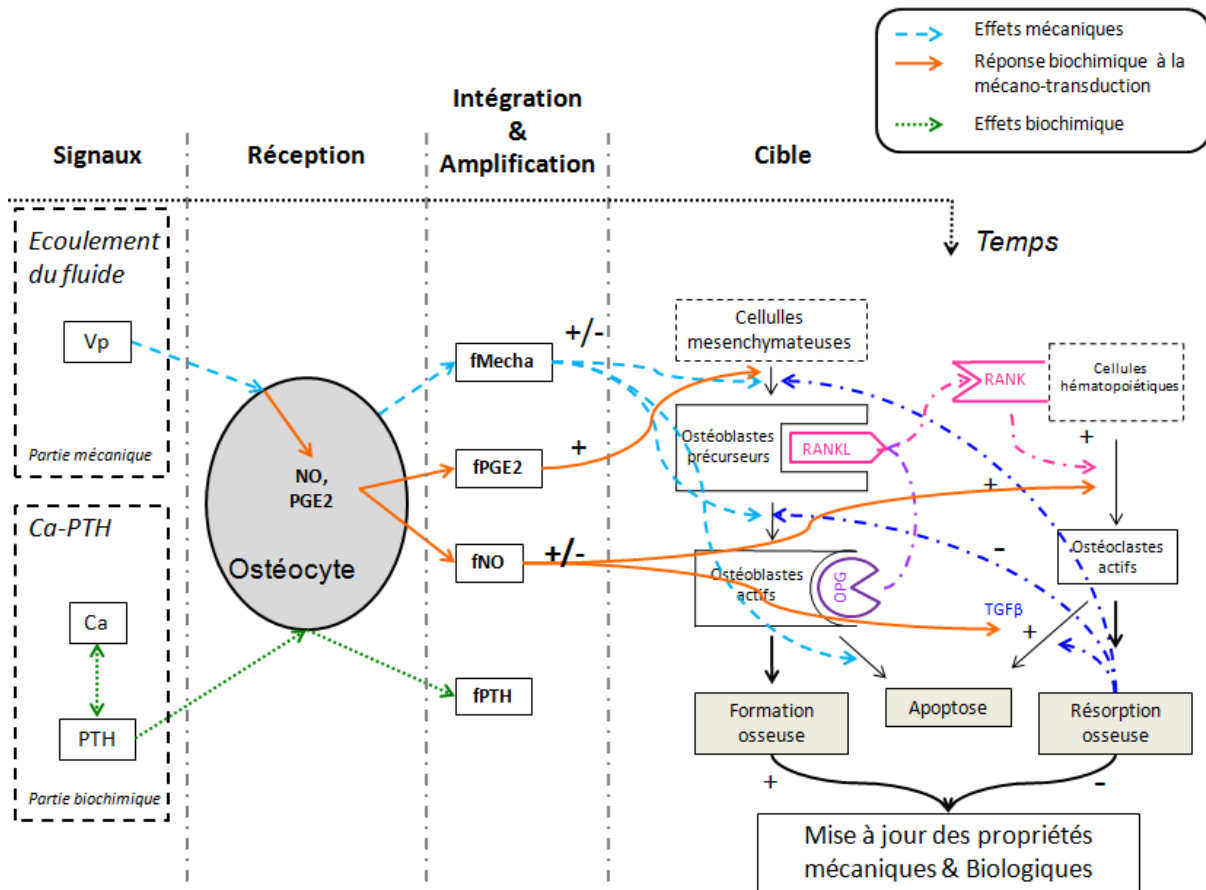 Effets mécaniques
Réponse biochimique à la
mécano-transduction
Effets biochimique
Signaux
Réception
Intégration
&
Amplification
Cible
Temps
Ecoulement
du fluide
Vp
Partie mécanique
Ca-PTH
Ca
PTH
Partie biochimique
NO,
PGE2
Ostéocyte
fMecha
+/-
fPGE2
+
fNO
+/-
fPTH
Cellules
mesenchymateuses
Ostéoblastes
précurseurs
RANKL
RANK
Cellules
hématopoiétiques
+
+
Ostéoblastes
actifs
OPG
-
Ostéoclastes
actifs
TGFβ
+
Formation
osseuse
Apoptose
Résorption
osseuse
+
-
Mise à jour des propriétés
mécaniques & Biologiques